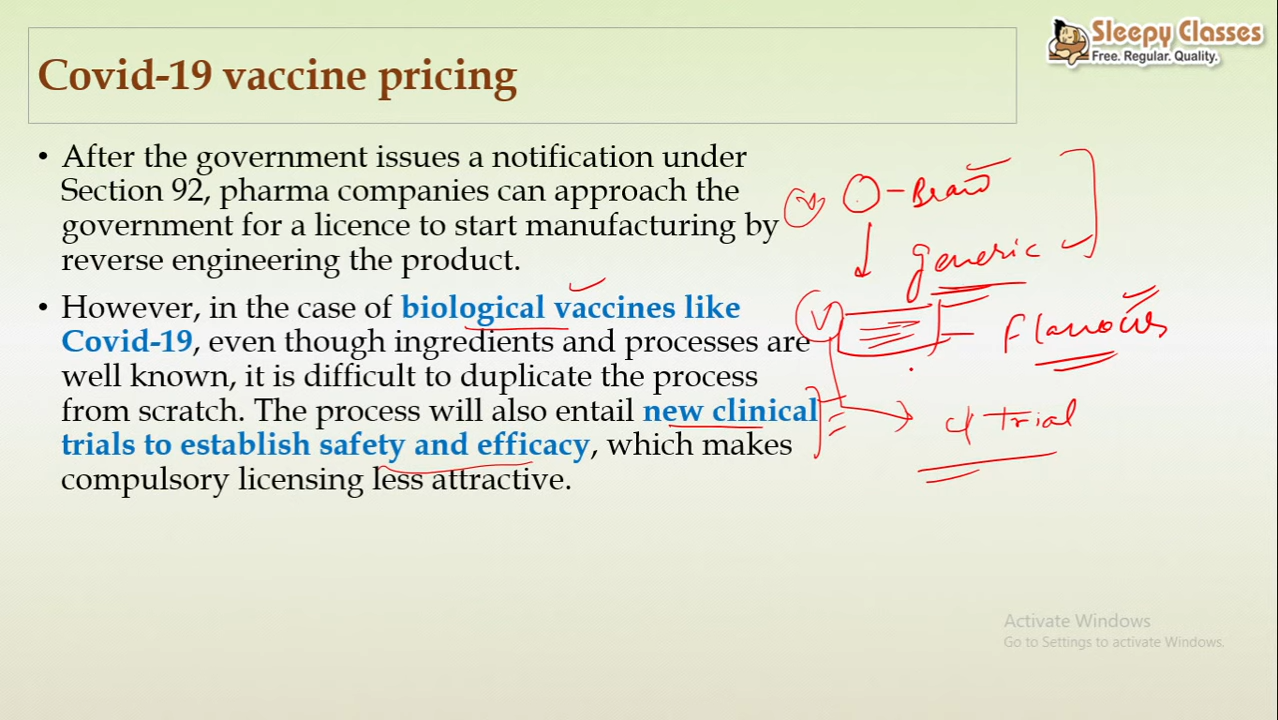 Sleepy Classes
Free. Regular. Quality.
Covid-19 vaccine pricing
• After the government issues a notification under
Section 92, pharma companies can approach the
government for a licence to start manufacturing by
reverse engineering the product.
• However, in the case of biological vaccines like
Covid-19, even though ingredients and processes are
well known, it is difficult to duplicate the process
from scratch. The process will also entail new clinical
trials to establish safety and efficacy, which makes
compulsory licensing less attractive.
- Brand
generic
V
trial
Activate Windows
Go to Settings to activate Windows.